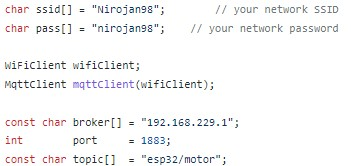 char ssid[] = "Nirojan98";        // your network SSID
char pass[] = "nirojan98";    // your network password
WiFiClient wifiClient;
MqttClient mqttClient(wifiClient);
const char broker[] = "192.168.229.1";
int        port     = 1883;
const char topic[]  = "esp32/motor";